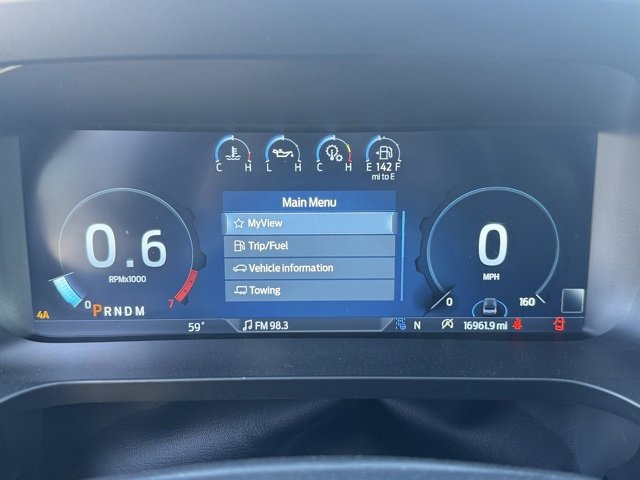 C H L H C H E 142 F
mi to E
Main Menu
MyView
Trip/Fuel
Vehicle information
Towing
0.6
RPMx1000
0 7
0
MPH
0 160
4A PRNDM
59° FM 98.3 N 16961.9 mi